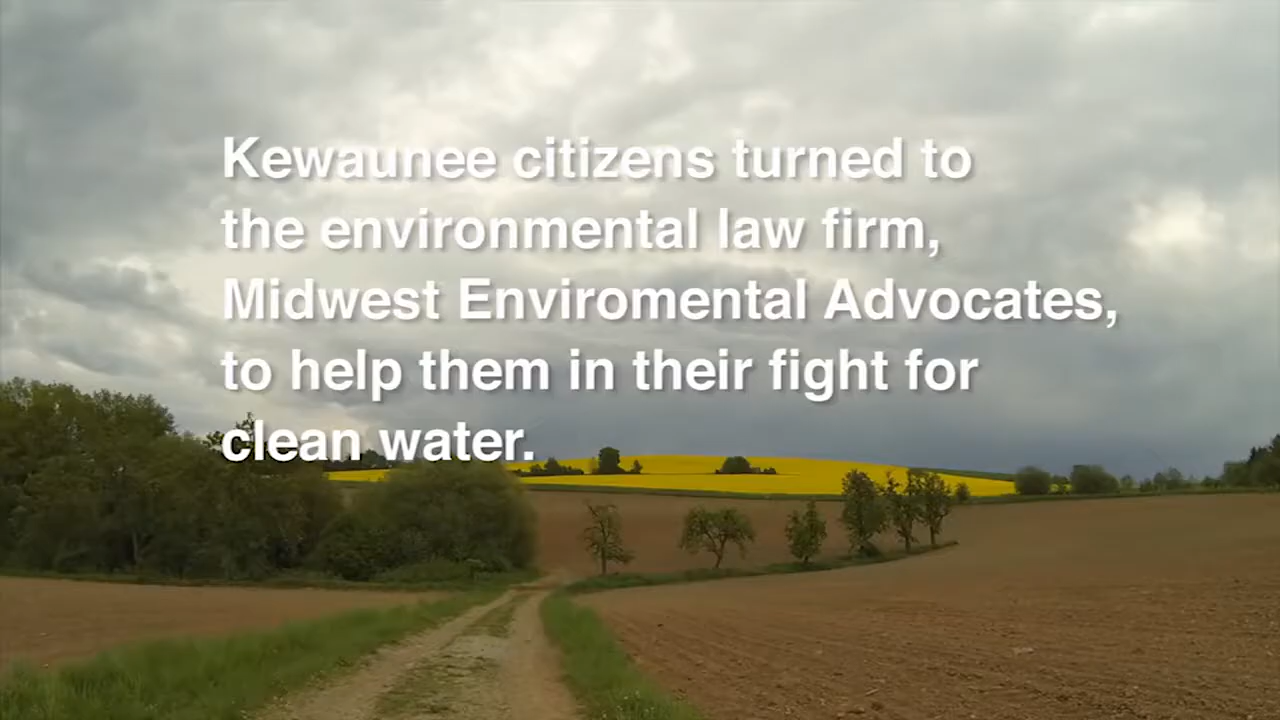 Kewaunee citizens turned to
the environmental law firm,
Midwest Enviromental Advocates,
to help them in their fight for
clean water.